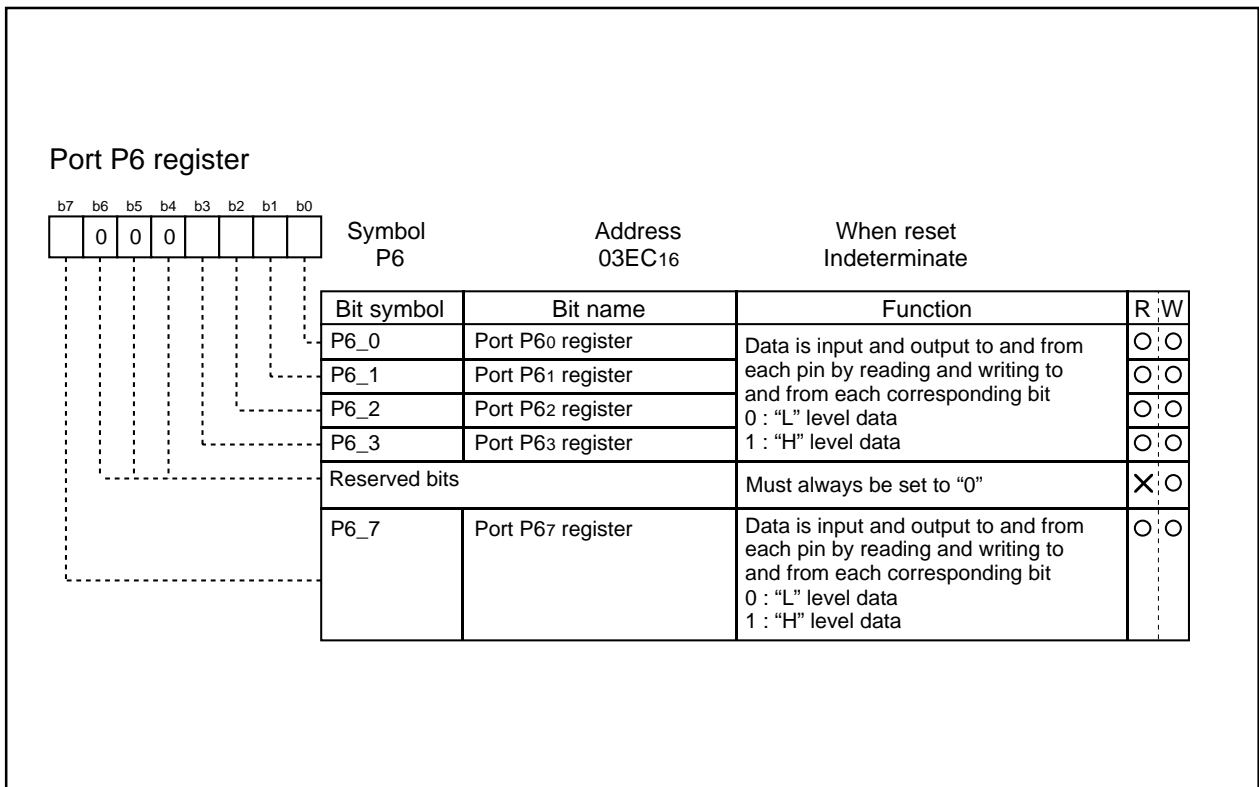 Port P6 register
b7 b6 b5 b4 b3 b2 b1 b0
0 0 0
Symbol Address When reset
P6 03EC16 Indeterminate
Bit symbol Bit name Function R W
P6_0 Port P60 register Data is input and output to and from
each pin by reading and writing to
and from each corresponding bit
0 : “L” level data
1 : “H” level data
P6_1 Port P61 register
P6_2 Port P62 register
P6_3 Port P63 register
Reserved bits Must always be set to “0”
P6_7 Port P67 register Data is input and output to and from
each pin by reading and writing to
and from each corresponding bit
0 : “L” level data
1 : “H” level data